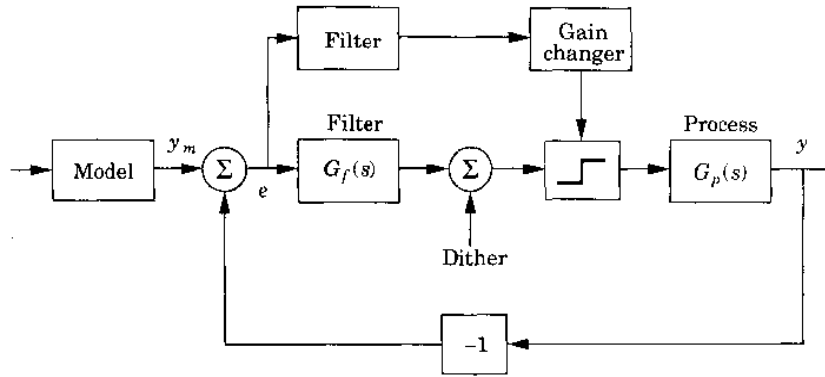 Filter
Gain
changer
Filter
Process
Model
y_m
Σ
e
G_f(s)
Σ
G_p(s)
y
Dither
-1